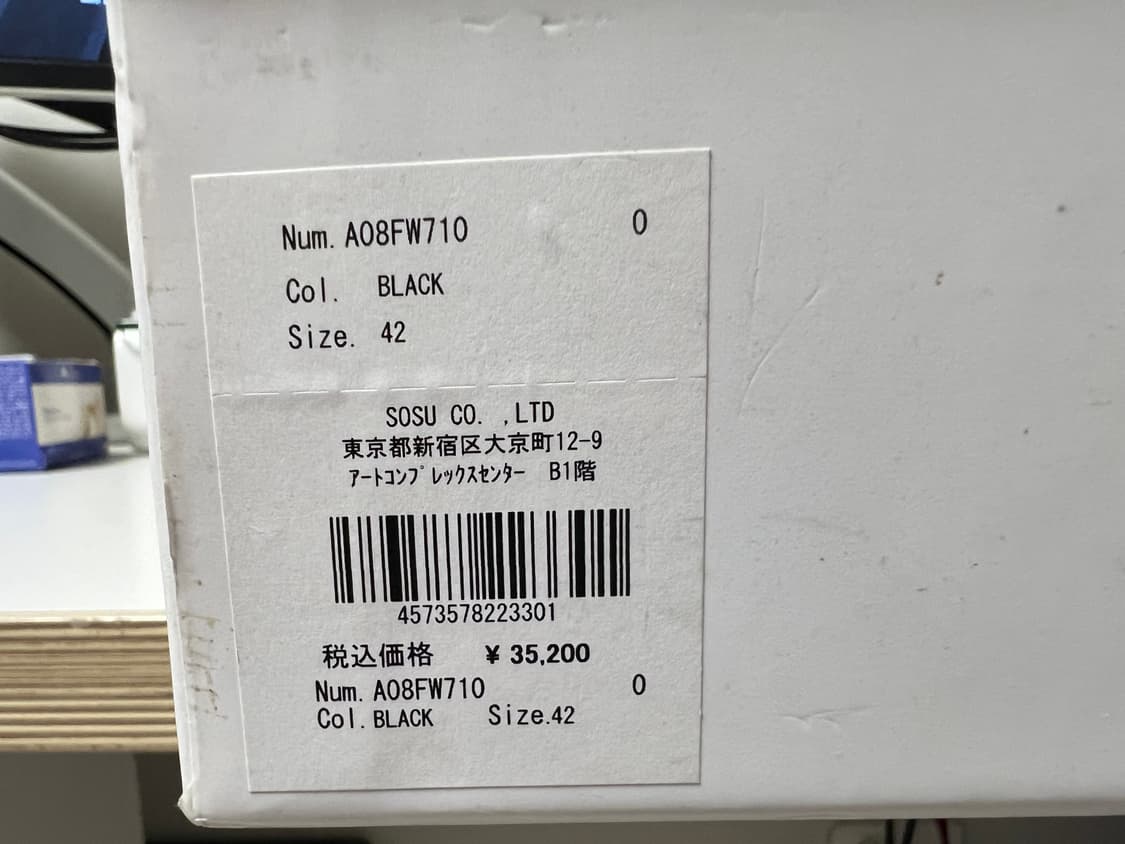 Num. A08FW710 0
Col. BLACK
Size. 42
SOSU CO. ,LTD
東京都新宿区大京町12-9
ｱｰﾄｺﾝﾌﾟﾚｯｸｽｾﾝﾀｰ B1階
4573578223301
税込価格 ¥ 35,200
Num. A08FW710 0
Col. BLACK Size.42